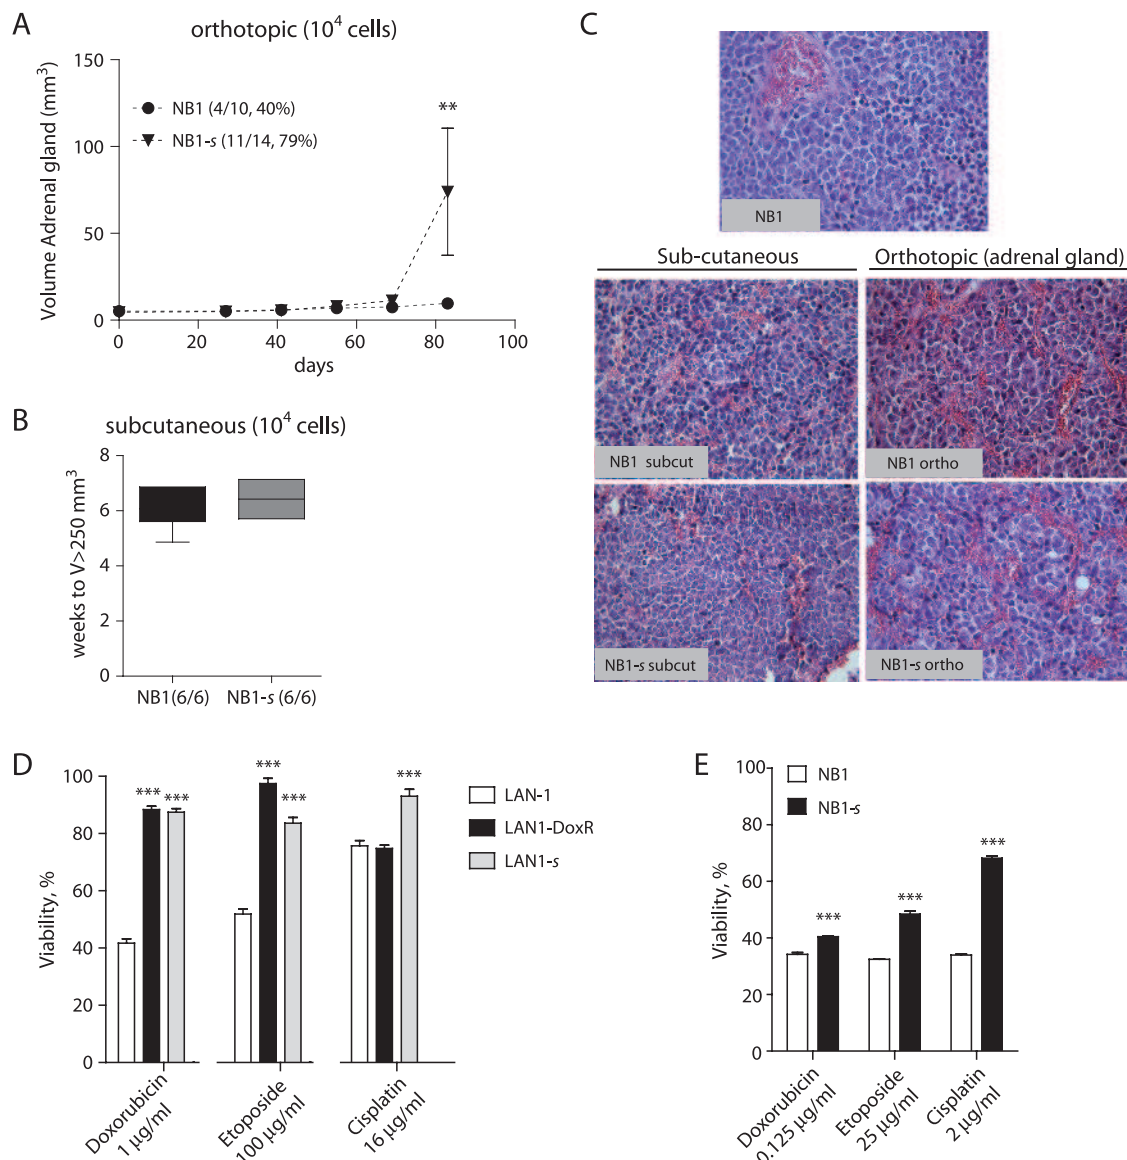 A
orthotopic (10⁴ cells)
Volume Adrenal gland (mm³)
150
100
50
0
NB1 (4/10, 40%)
NB1-s (11/14, 79%)
**
0 20 40 60 80 100
days
B
subcutaneous (10⁴ cells)
weeks to V>250 mm³
8
6
4
2
0
NB1(6/6) NB1-s (6/6)
C
NB1
Sub-cutaneous
Orthotopic (adrenal gland)
NB1 subcut
NB1 ortho
NB1-s subcut
NB1-s ortho
D
Viability, %
100
80
60
40
20
0
*** ***
*** ***
***
LAN-1
LAN1-DoxR
LAN1-s
Doxorubicin
1 μg/ml
Etoposide
100 μg/ml
Cisplatin
16 μg/ml
E
Viability, %
100
80
60
40
20
0
NB1
NB1-s
***
***
***
Doxorubicin
0.125 μg/ml
Etoposide
25 μg/ml
Cisplatin
2 μg/ml